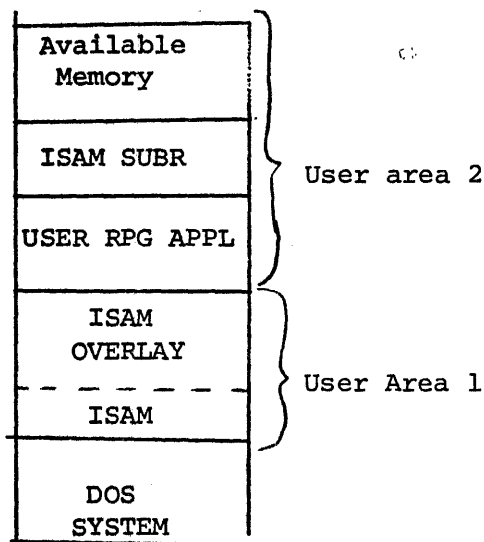 Available
Memory
ISAM SUBR
User area 2
USER RPG APPL
ISAM
OVERLAY
User Area 1
ISAM
DOS
SYSTEM